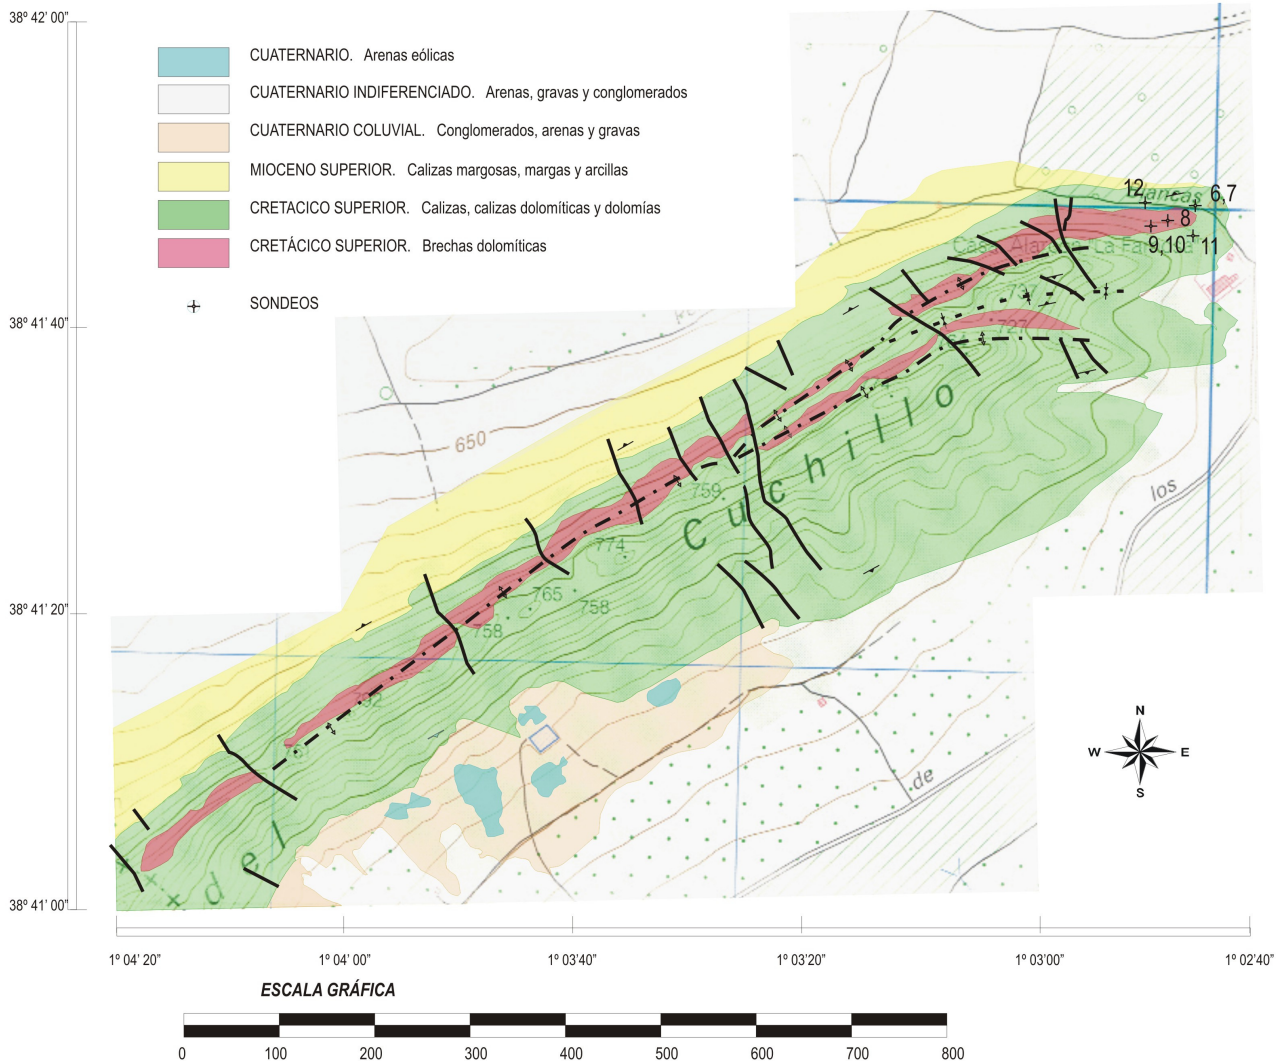 38º 42' 00"
CUATERNARIO. Arenas eólicas
CUATERNARIO INDIFERENCIADO. Arenas, gravas y conglomerados
CUATERNARIO COLUVIAL. Conglomerados, arenas y gravas
MIOCENO SUPERIOR. Calizas margosas, margas y arcillas
CRETACICO SUPERIOR. Calizas, calizas dolomíticas y dolomías
CRETÁCICO SUPERIOR. Brechas dolomíticas
SONDEOS
12
Blancas
6,7
8
9,10
11
38º 41' 40"
727
650
Cuchillo
759
los
774
765
758
758
38º 41' 20"
792
N
W
E
S
de
del
38º 41' 00"
1º 04' 20"
1º 04' 00"
1º 03'40"
1º 03'20"
1º 03'00"
1º 02'40"
ESCALA GRÁFICA
0
100
200
300
400
500
600
700
800